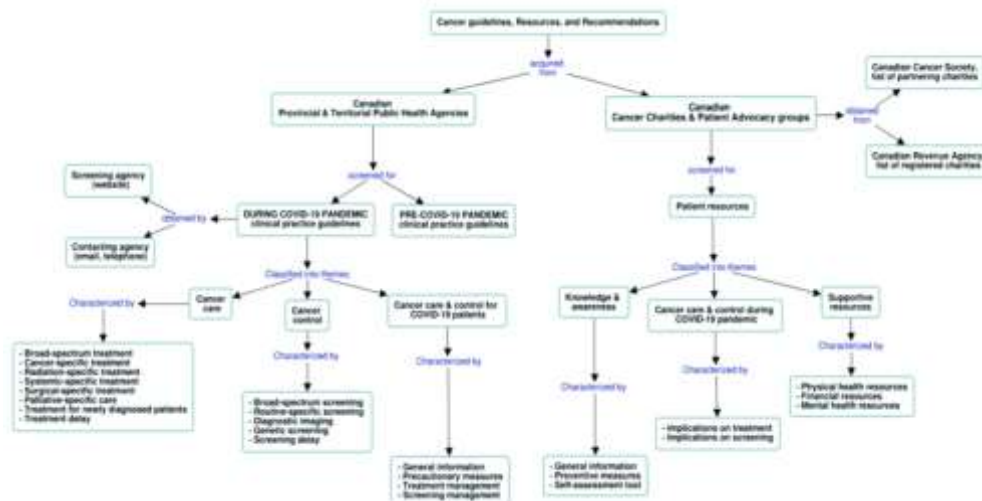 Cancer guidelines, Resources, and Recommendations
acquired
from
Canadian Cancer Society,
list of partnering charities
Canadian
Provincial & Territorial Public Health Agencies
Canadian
Cancer Charities & Patient Advocacy groups
obtained
from
Canadian Revenue Agency
list of registered charities
Screening agency
(website)
screened for
screened for
obtained by
DURING COVID-19 PANDEMIC
clinical practice guidelines
PRE-COVID-19 PANDEMIC
clinical practice guidelines
Patient resources
Contacting agency
(email, telephone)
Classified into themes
Classified into themes
Characterized by
Cancer
care
Cancer
control
Cancer care & control for
COVID-19 patients
Knowledge &
awareness
Cancer care & control during
COVID-19 pandemic
Supportive
resources
Characterized by
Characterized by
Characterized by
Characterized by
Characterized by
- Broad-spectrum treatment
- Cancer-specific treatment
- Radiation-specific treatment
- Systemic-specific treatment
- Surgical-specific treatment
- Palliative-specific care
- Treatment for newly diagnosed patients
- Treatment delay
- Broad-spectrum screening
- Routine-specific screening
- Diagnostic imaging
- Genetic screening
- Screening delay
- Physical health resources
- Financial resources
- Mental health resources
- Implications on treatment
- Implications on screening
- General information
- Precautionary measures
- Treatment management
- Screening management
- General information
- Preventive measures
- Self-assessment tool